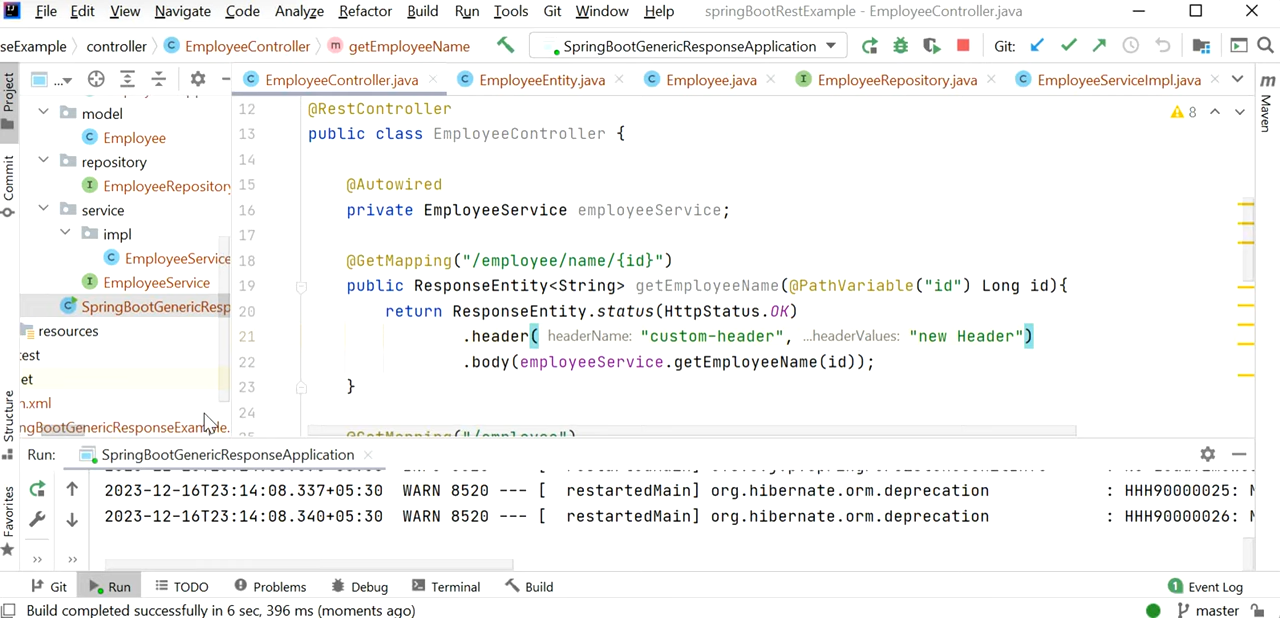 File Edit View Navigate Code Analyze Refactor Build Run Tools Git Window Help springBootRestExample - EmployeeController.java
seExample controller EmployeeController getEmployeeName SpringBootGenericResponseApplication Git:
... EmployeeController.java EmployeeEntity.java Employee.java EmployeeRepository.java EmployeeServiceImpl.java
Project
Commit
Structure
Favorites
Maven
model
Employee
repository
EmployeeRepository
service
impl
EmployeeService
EmployeeService
SpringBootGenericResp
resources
est
et
n.xml
ngBootGenericResponseExample.
8
12 @RestController
13 public class EmployeeController {
14
15 @Autowired
16 private EmployeeService employeeService;
17
18 @GetMapping("/employee/name/{id}")
19 public ResponseEntity<String> getEmployeeName(@PathVariable("id") Long id){
20 return ResponseEntity.status(HttpStatus.OK)
21 .header( headerName: "custom-header", ...headerValues: "new Header")
22 .body(employeeService.getEmployeeName(id));
23 }
24
@GetMapping("/employee")
Run: SpringBootGenericResponseApplication
2023-12-16T23:14:08.337+05:30 WARN 8520 --- [ restartedMain] org.hibernate.orm.deprecation : HHH90000025:
2023-12-16T23:14:08.340+05:30 WARN 8520 --- [ restartedMain] org.hibernate.orm.deprecation : HHH90000026:
Git Run TODO Problems Debug Terminal Build 1 Event Log
Build completed successfully in 6 sec, 396 ms (moments ago) master